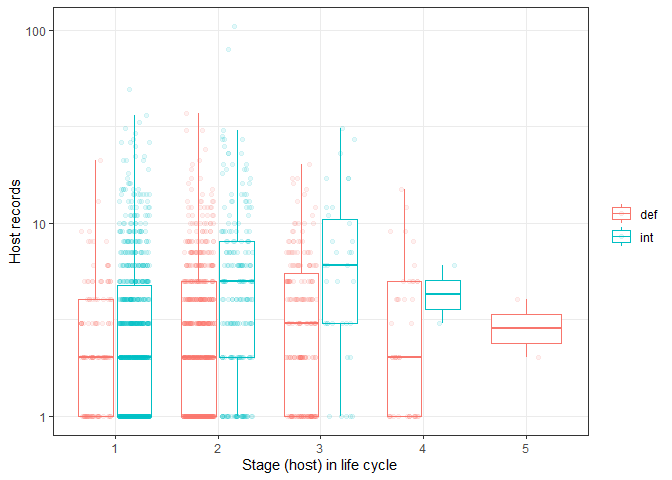 Host records
100
10
1
1 2 3 4 5
Stage (host) in life cycle
def
int